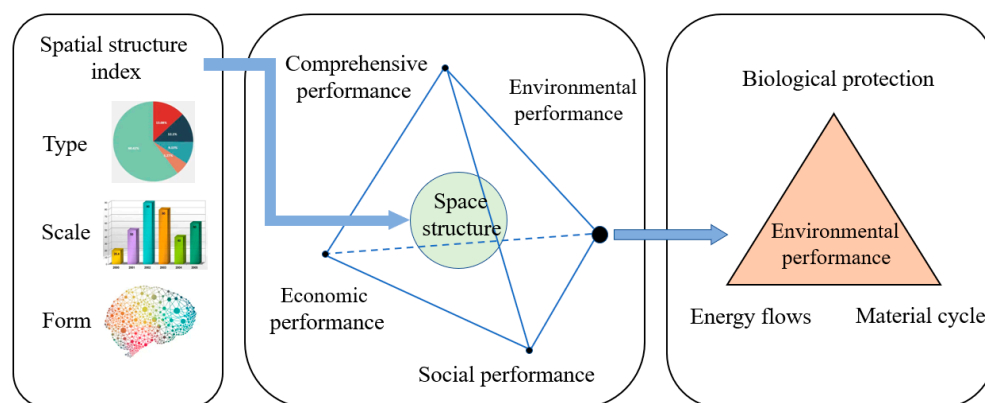 Spatial structure
index
Type
Scale
Form
Comprehensive
performance
Environmental
performance
Space
structure
Economic
performance
Social performance
Biological protection
Environmental
performance
Energy flows
Material cycle